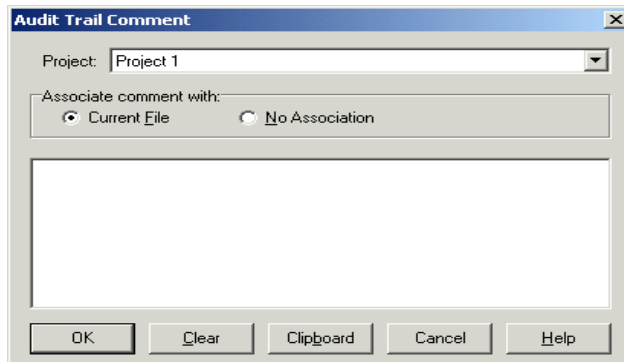 Audit Trail Comment
Project: Project 1
Associate comment with:
Current File No Association
OK Clear Clipboard Cancel Help